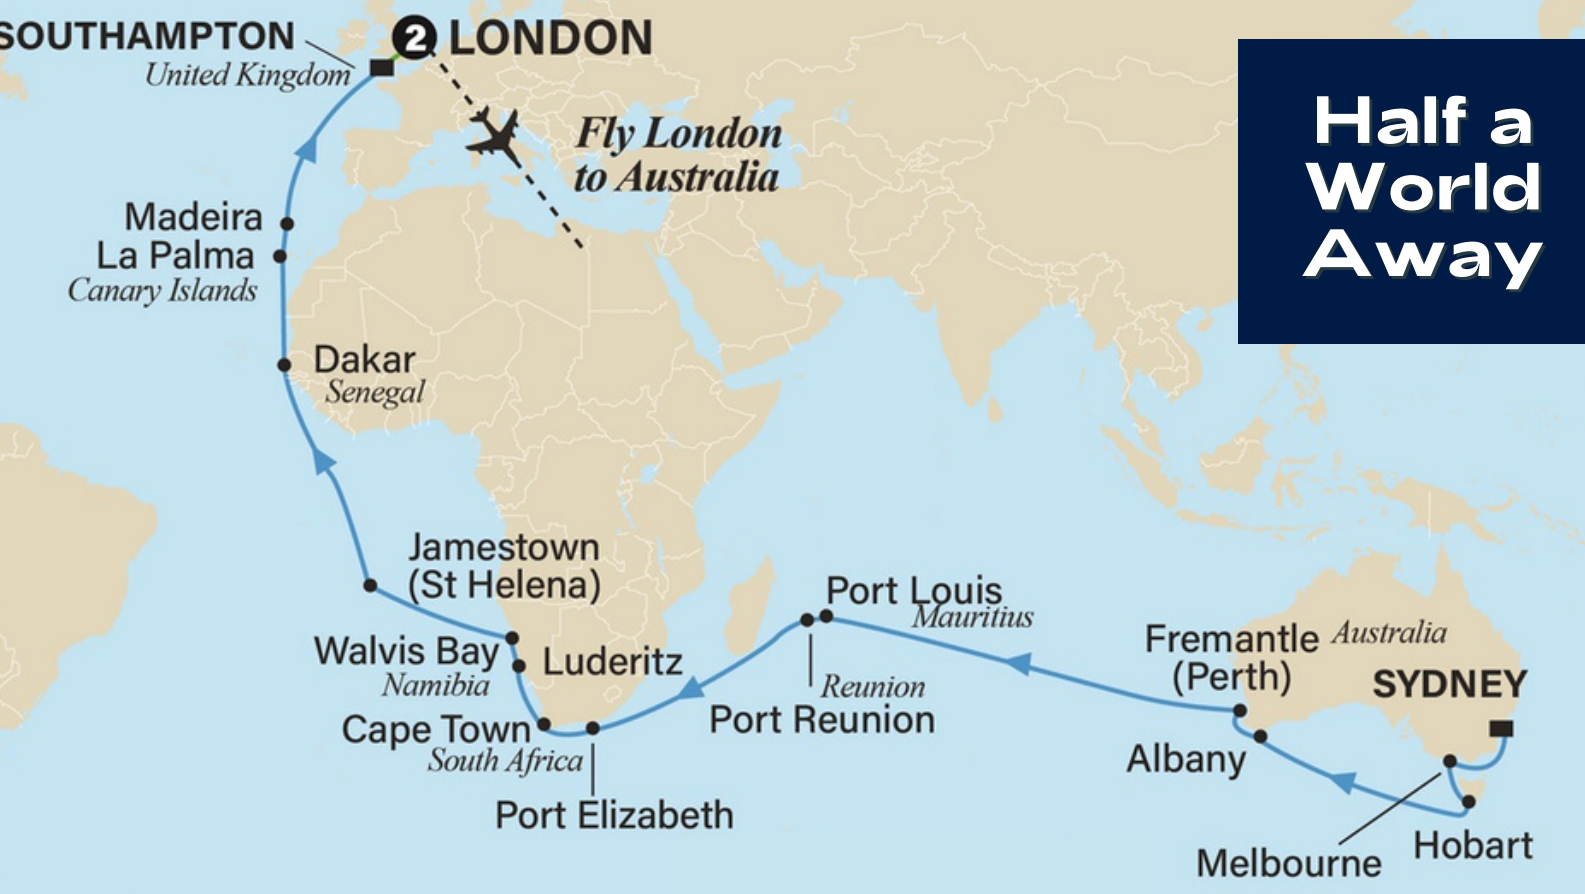 SOUTHAMPTON
United Kingdom
2 LONDON
Fly London
to Australia
Half a
World
Away
Madeira
La Palma
Canary Islands
Dakar
Senegal
Jamestown
(St Helena)
Walvis Bay
Namibia
Luderitz
Cape Town
South Africa
Port Elizabeth
Port Louis
Mauritius
Reunion
Port Reunion
Fremantle
(Perth)
Australia
SYDNEY
Albany
Hobart
Melbourne